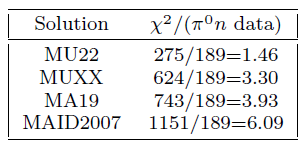 Solution χ²/(π⁰n data)
MU22 275/189=1.46
MUXX 624/189=3.30
MA19 743/189=3.93
MAID2007 1151/189=6.09